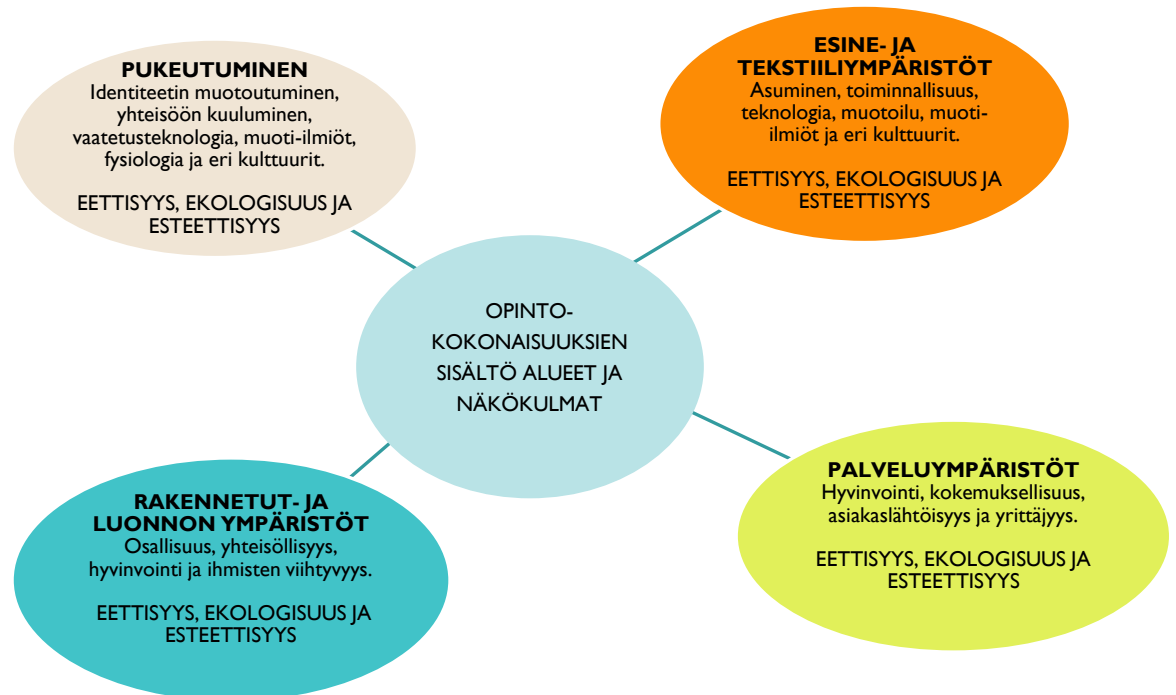 PUKEUTUMINEN
Identiteetin muotoutuminen,
yhteisöön kuuluminen,
vaatetusteknologia, muoti-ilmiöt,
fysiologia ja eri kulttuurit.
EETTISYYS, EKOLOGISUUS JA
ESTEETTISYYS
ESINE- JA
TEKSTIILIYMPÄRISTÖT
Asuminen, toiminnallisuus,
teknologia, muotoilu, muoti-
ilmiöt ja eri kulttuurit.
EETTISYYS, EKOLOGISUUS JA
ESTEETTISYYS
OPINTO-
KOKONAISUUKSIEN
SISÄLTÖ ALUEET JA
NÄKÖKULMAT
RAKENNETUT- JA
LUONNON YMPÄRISTÖT
Osallisuus, yhteisöllisyys,
hyvinvointi ja ihmisten viihtyvyys.
EETTISYYS, EKOLOGISUUS JA
ESTEETTISYYS
PALVELUYMPÄRISTÖT
Hyvinvointi, kokemuksellisuus,
asiakaslähtöisyys ja yrittäjyys.
EETTISYYS, EKOLOGISUUS JA
ESTEETTISYYS